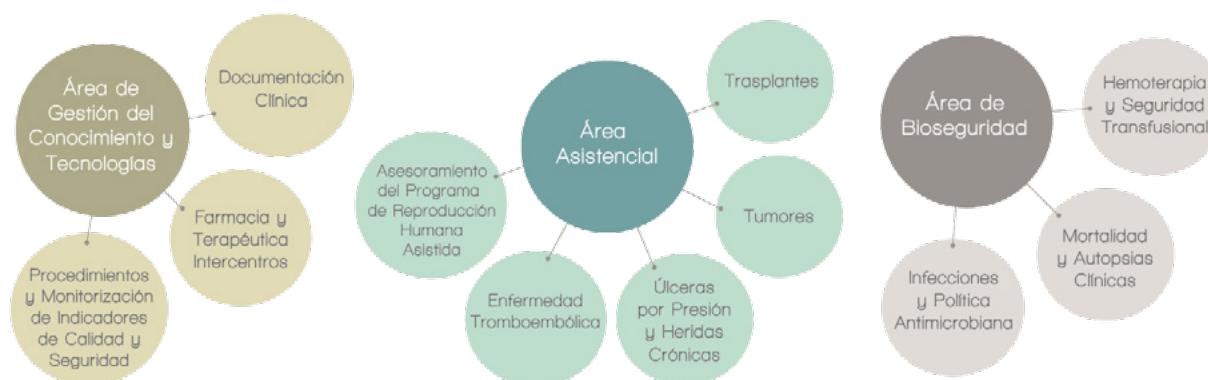 Área de
Gestión del
Conocimiento y
Tecnologías
Documentación
Clínica
Farmacia y
Terapéutica
Intercentros
Procedimientos
y Monitorización
de Indicadores
de Calidad y
Seguridad
Área
Asistencial
Trasplantes
Tumores
Úlceras
por Presión
y Heridas
Crónicas
Enfermedad
Tromboembólica
Asesoramiento
del Programa
de Reproducción
Humana
Asistida
Área de
Bioseguridad
Hemoterapia
y Seguridad
Transfusional
Mortalidad
y Autopsias
Clínicas
Infecciones
y Política
Antimicrobiana